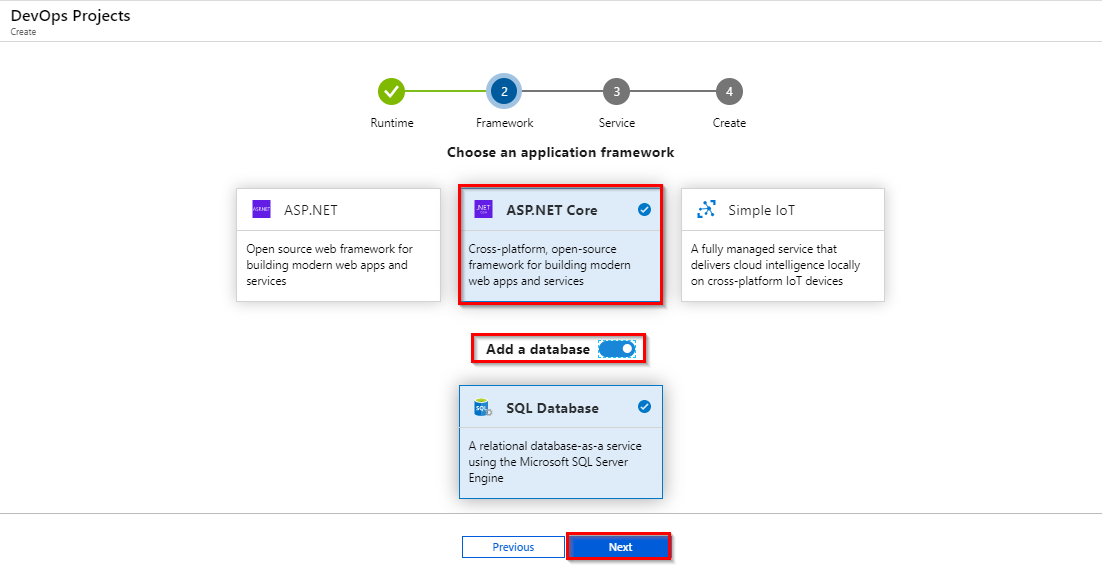 DevOps Projects
Create
2
3
4
Runtime
Framework
Service
Create
Choose an application framework
ASP.NET
ASP.NET
Open source web framework for
building modern web apps and
services
.NET
ASP.NET Core
Cross-platform, open-source
framework for building modern
web apps and services
Simple IoT
A fully managed service that
delivers cloud intelligence locally
on cross-platform IoT devices
Add a database
SQL
SQL Database
A relational database-as-a service
using the Microsoft SQL Server
Engine
Previous
Next